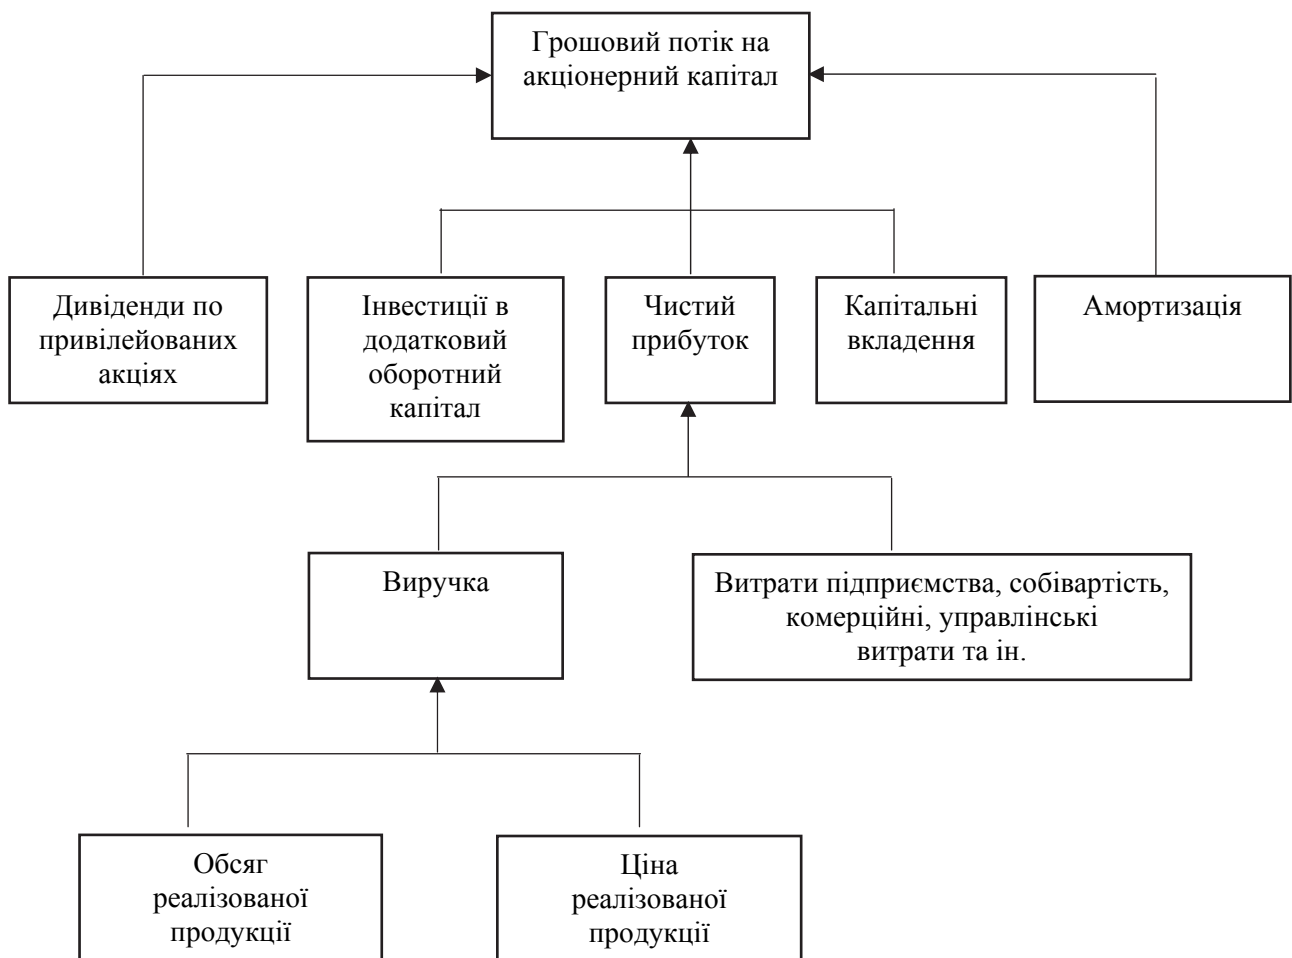 Грошовий потік на
акціонерний капітал
Дивіденди по
привілейованих
акціях
Інвестиції в
додатковий
оборотний
капітал
Чистий
прибуток
Капітальні
вкладення
Амортизація
Виручка
Витрати підприємства, собівартість,
комерційні, управлінські
витрати та ін.
Обсяг
реалізованої
продукції
Ціна
реалізованої
продукції